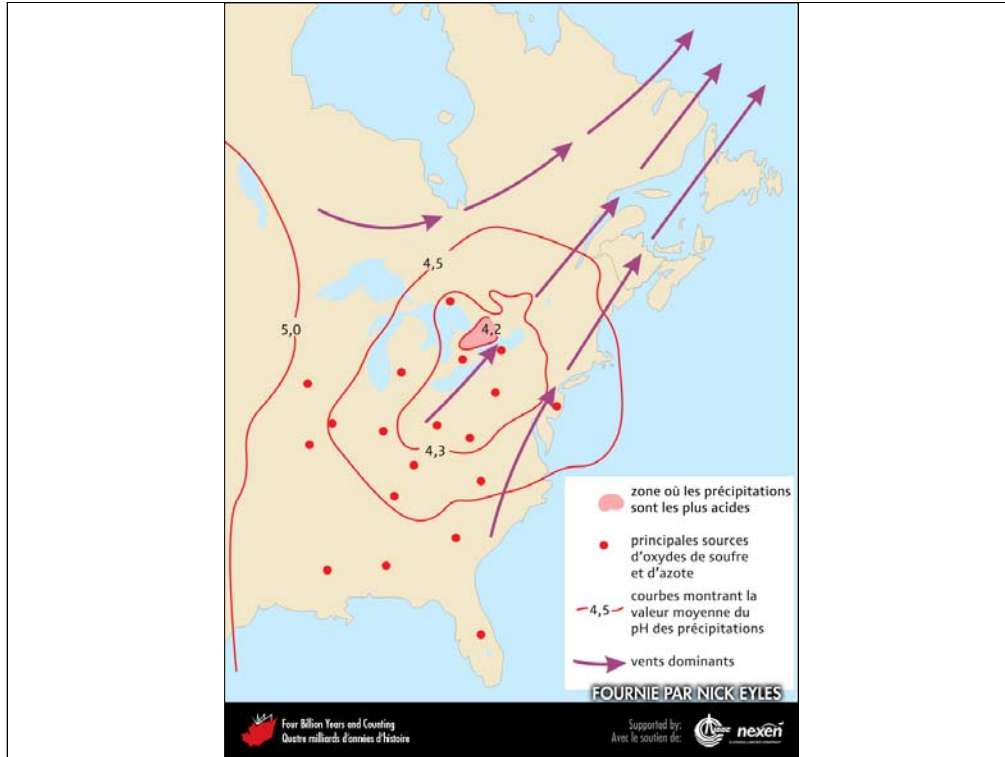 4,5
5,0
4,2
4,3
zone où les précipitations
sont les plus acides
principales sources
d'oxydes de soufre
et d'azote
4,5
courbes montrant la
valeur moyenne du
pH des précipitations
vents dominants
FOURNIE PAR NICK EYLES
Four Billion Years and Counting
Quatre milliards d'années d'histoire
Supported by:
Avec le soutien de:
nexen